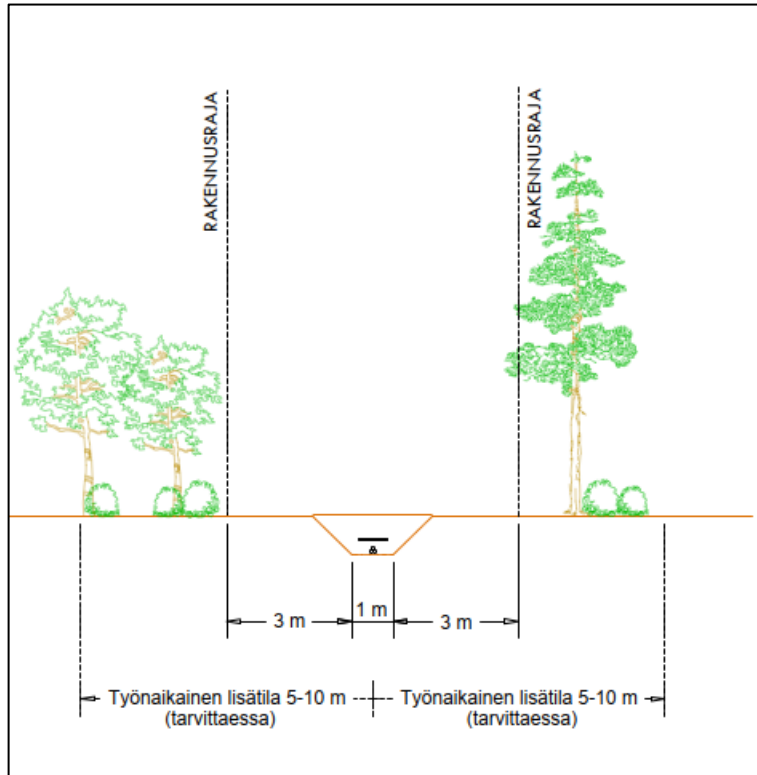 RAKENNUSRAJA
RAKENNUSRAJA
3 m
1 m
3 m
Työnaikainen lisätila 5-10 m
(tarvittaessa)
Työnaikainen lisätila 5-10 m
(tarvittaessa)